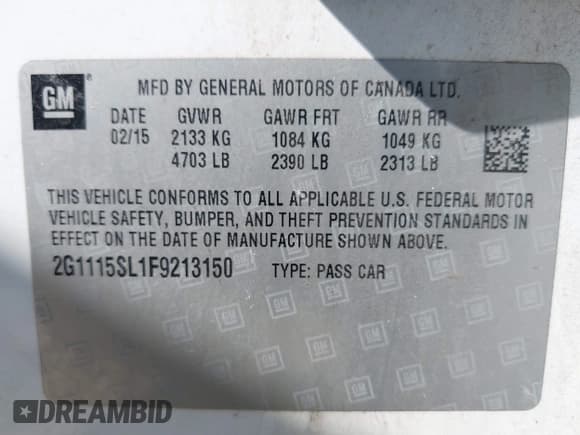 GM®
MFD BY GENERAL MOTORS OF CANADA LTD.
DATE GVWR GAWR FRT GAWR RR
02/15 2133 KG 1084 KG 1049 KG
4703 LB 2390 LB 2313 LB
THIS VEHICLE CONFORMS TO ALL APPLICABLE U.S. FEDERAL MOTOR
VEHICLE SAFETY, BUMPER, AND THEFT PREVENTION STANDARDS IN
EFFECT ON THE DATE OF MANUFACTURE SHOWN ABOVE.
2G1115SL1F9213150 TYPE: PASS CAR
DREAMBID